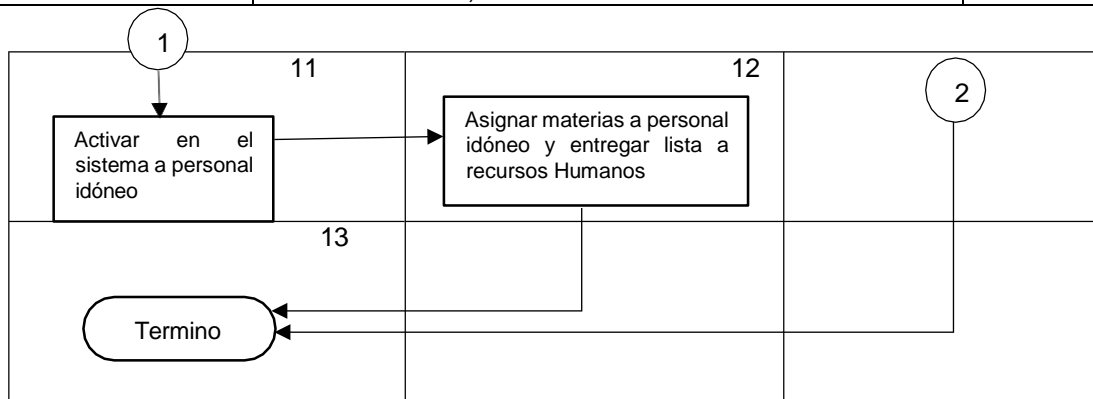 1
11
12
2
Activar en el
sistema a personal
idóneo
Asignar materias a personal
idóneo y entregar lista a
recursos Humanos
13
Termino